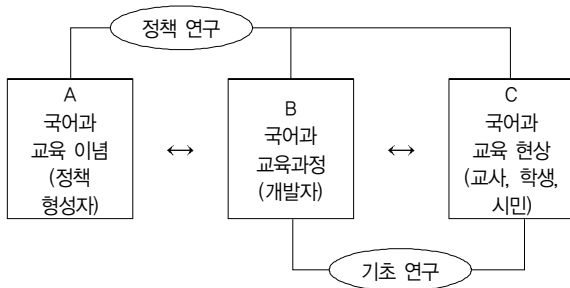 정책 연구
A
국어과
교육 이념
(정책
형성자)
↔
B
국어과
교육과정
(개발자)
↔
C
국어과
교육 현상
(교사, 학생,
시민)
기초 연구